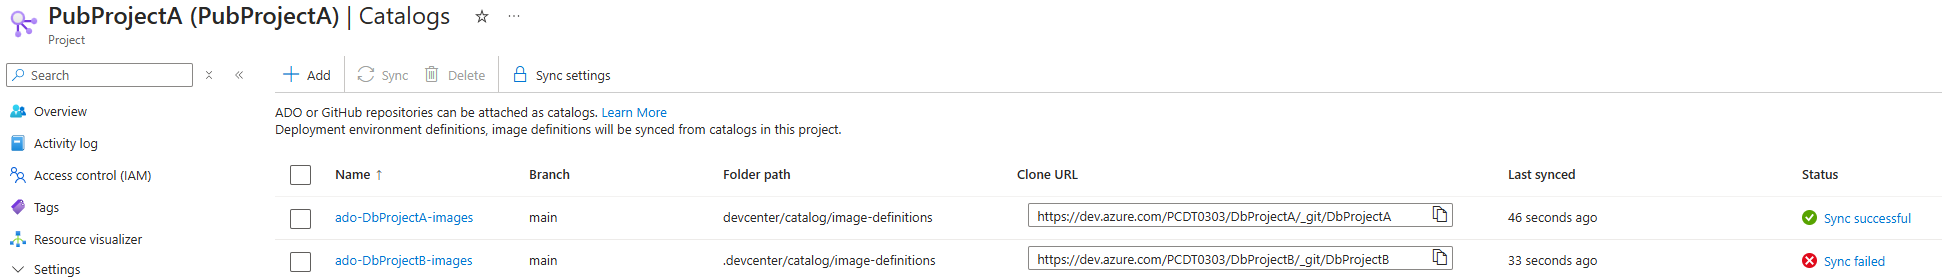 PubProjectA (PubProjectA) | Catalogs
Project
Search
Overview
Activity log
Access control (IAM)
Tags
Resource visualizer
Settings
Add
Sync
Delete
Sync settings
ADO or GitHub repositories can be attached as catalogs. Learn More
Deployment environment definitions, image definitions will be synced from catalogs in this project.
Name ↑ Branch Folder path Clone URL Last synced Status
ado-DbProjectA-images main devcenter/catalog/image-definitions https://dev.azure.com/PCDT0303/DbProjectA/_git/DbProjectA 46 seconds ago Sync successful
ado-DbProjectB-images main .devcenter/catalog/image-definitions https://dev.azure.com/PCDT0303/DbProjectB/_git/DbProjectB 33 seconds ago Sync failed